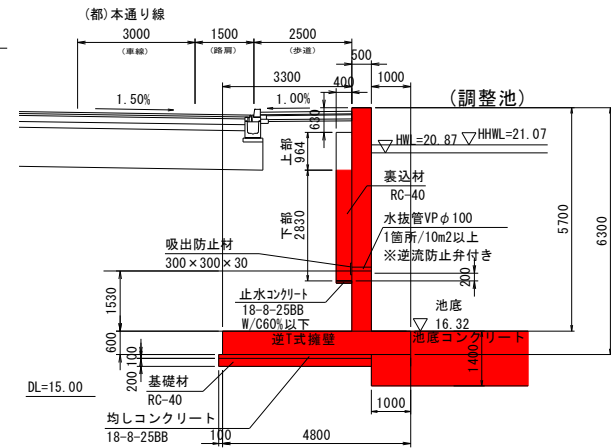 (都)本通り線
3000
(車線)
1500
(路肩)
2500
(歩道)
500
3300
400
1000
(調整池)
1.50%
1.00%
630
HWL=20.87
HHWL=21.07
上部
964
裏込材
RC-40
下部
2830
水抜管VPφ100
1箇所/10m2以上
※逆流防止弁付き
5700
6300
吸出防止材
300×300×30
200
1530
止水コンクリート
18-8-25BB
W/C60%以下
池底
16.32
600
逆T式擁壁
池底コンクリート
100
200
1400
基礎材
RC-40
DL=15.00
1000
均しコンクリート
18-8-25BB
100
4800